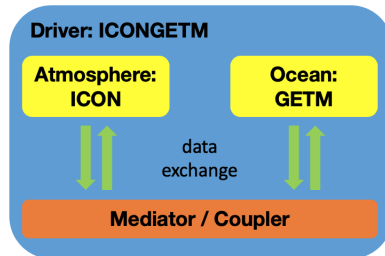 Driver: ICONGETM
Atmosphere:
ICON
Ocean:
GETM
data
exchange
Mediator / Coupler